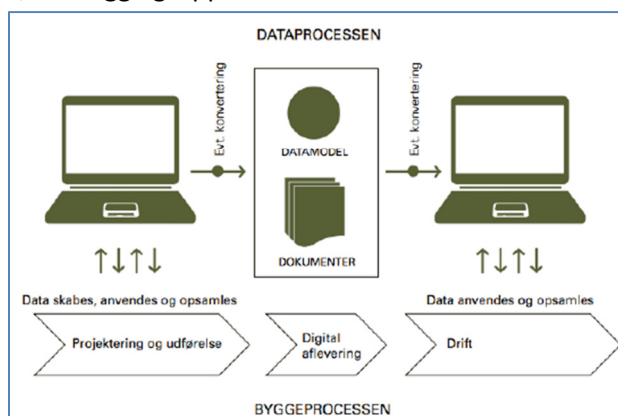 DATAPROCESSEN
Evt. konvertering
DATAMODEL
DOKUMENTER
Evt. konvertering
Data skabes, anvendes og opsamles
Data anvendes og opsamles
Projektering og udførelse
Digital
aflevering
Drift
BYGGEPROCESSEN